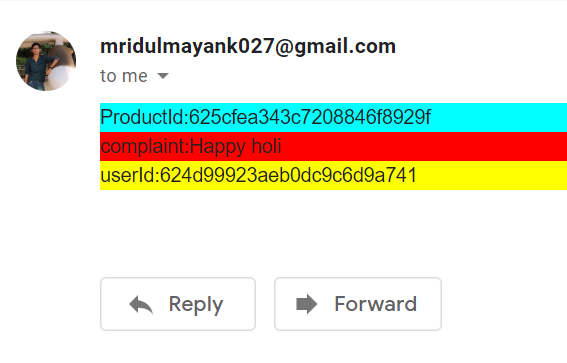 mridulmayank027@gmail.com
to me
ProductId:625cfea343c7208846f8929f
complaint:Happy holi
userId:624d99923aeb0dc9c6d9a741
Reply
Forward